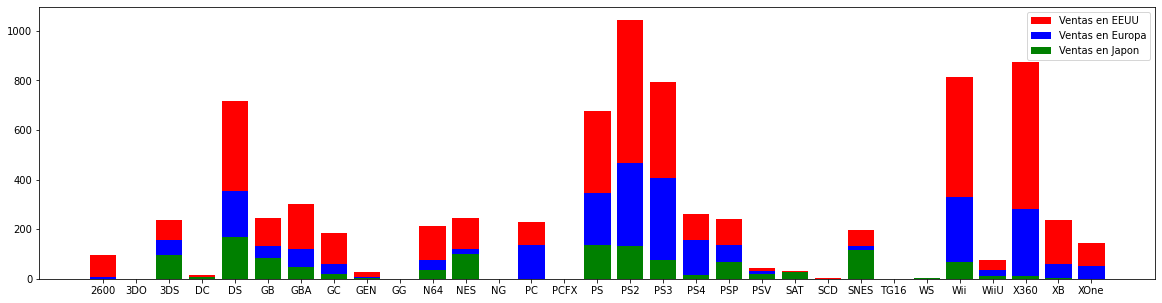 Ventas en EEUU
Ventas en Europa
Ventas en Japon
1000
800
600
400
200
0
2600 3DO 3DS DC DS GB GBA GC GEN GG N64 NES NG PC PCFX PS PS2 PS3 PS4 PSP PSV SAT SCD SNES TG16 WS Wii WiiU X360 XB XOne